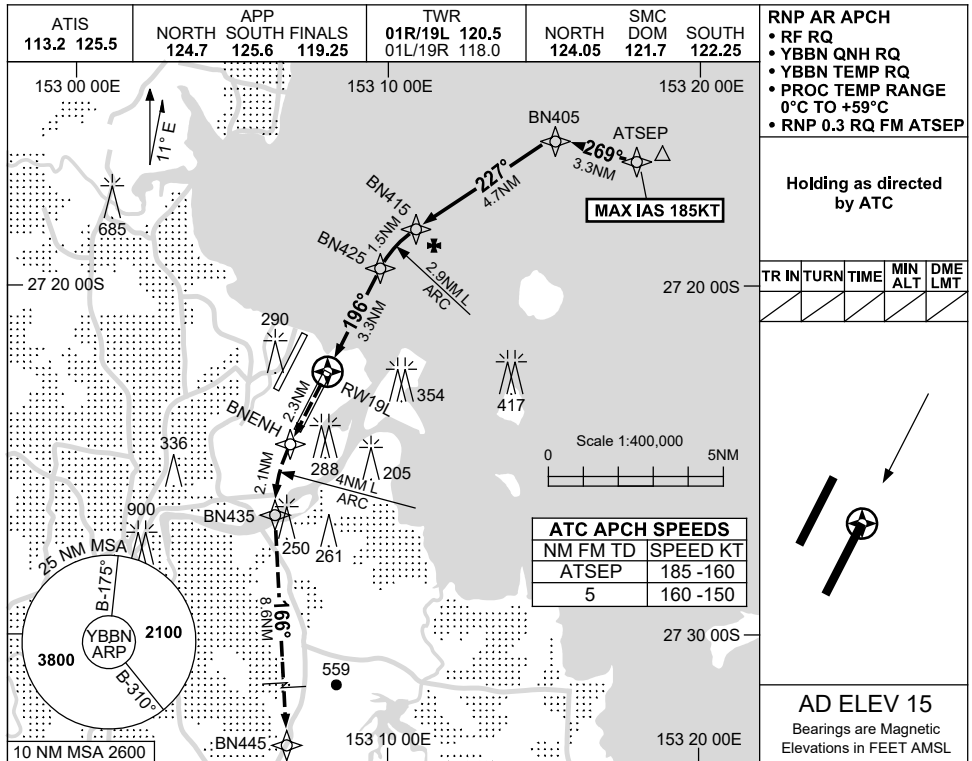 ATIS
113.2 125.5
APP
NORTH SOUTH FINALS
124.7 125.6 119.25
TWR
01R/19L 120.5
01L/19R 118.0
SMC
NORTH DOM SOUTH
124.05 121.7 122.25
RNP AR APCH
• RF RQ
• YBBN QNH RQ
• YBBN TEMP RQ
• PROC TEMP RANGE
0°C TO +59°C
• RNP 0.3 RQ FM ATSEP
Holding as directed
by ATC
TR IN TURN TIME MIN ALT DME LMT
153 00 00E
153 10 00E
153 20 00E
11° E
BN405
ATSEP
269°
3.3NM
MAX IAS 185KT
227°
4.7NM
685
BN415
1.5NM
BN425
2.9NM L
ARC
27 20 00S
27 20 00S
196°
3.3NM
290
RW19L
354
417
2.3NM
BNENH
336
288
205
2.1NM
4NM L
ARC
Scale 1:400,000
0
5NM
BN435
250
261
900
ATC APCH SPEEDS
NM FM TD SPEED KT
ATSEP 185 -160
5 160 -150
25 NM MSA
B-175°
YBBN
ARP
2100
3800
B-310°
166°
8.6NM
27 30 00S
559
BN445
10 NM MSA 2600
153 10 00E
153 20 00E
AD ELEV 15
Bearings are Magnetic
Elevations in FEET AMSL